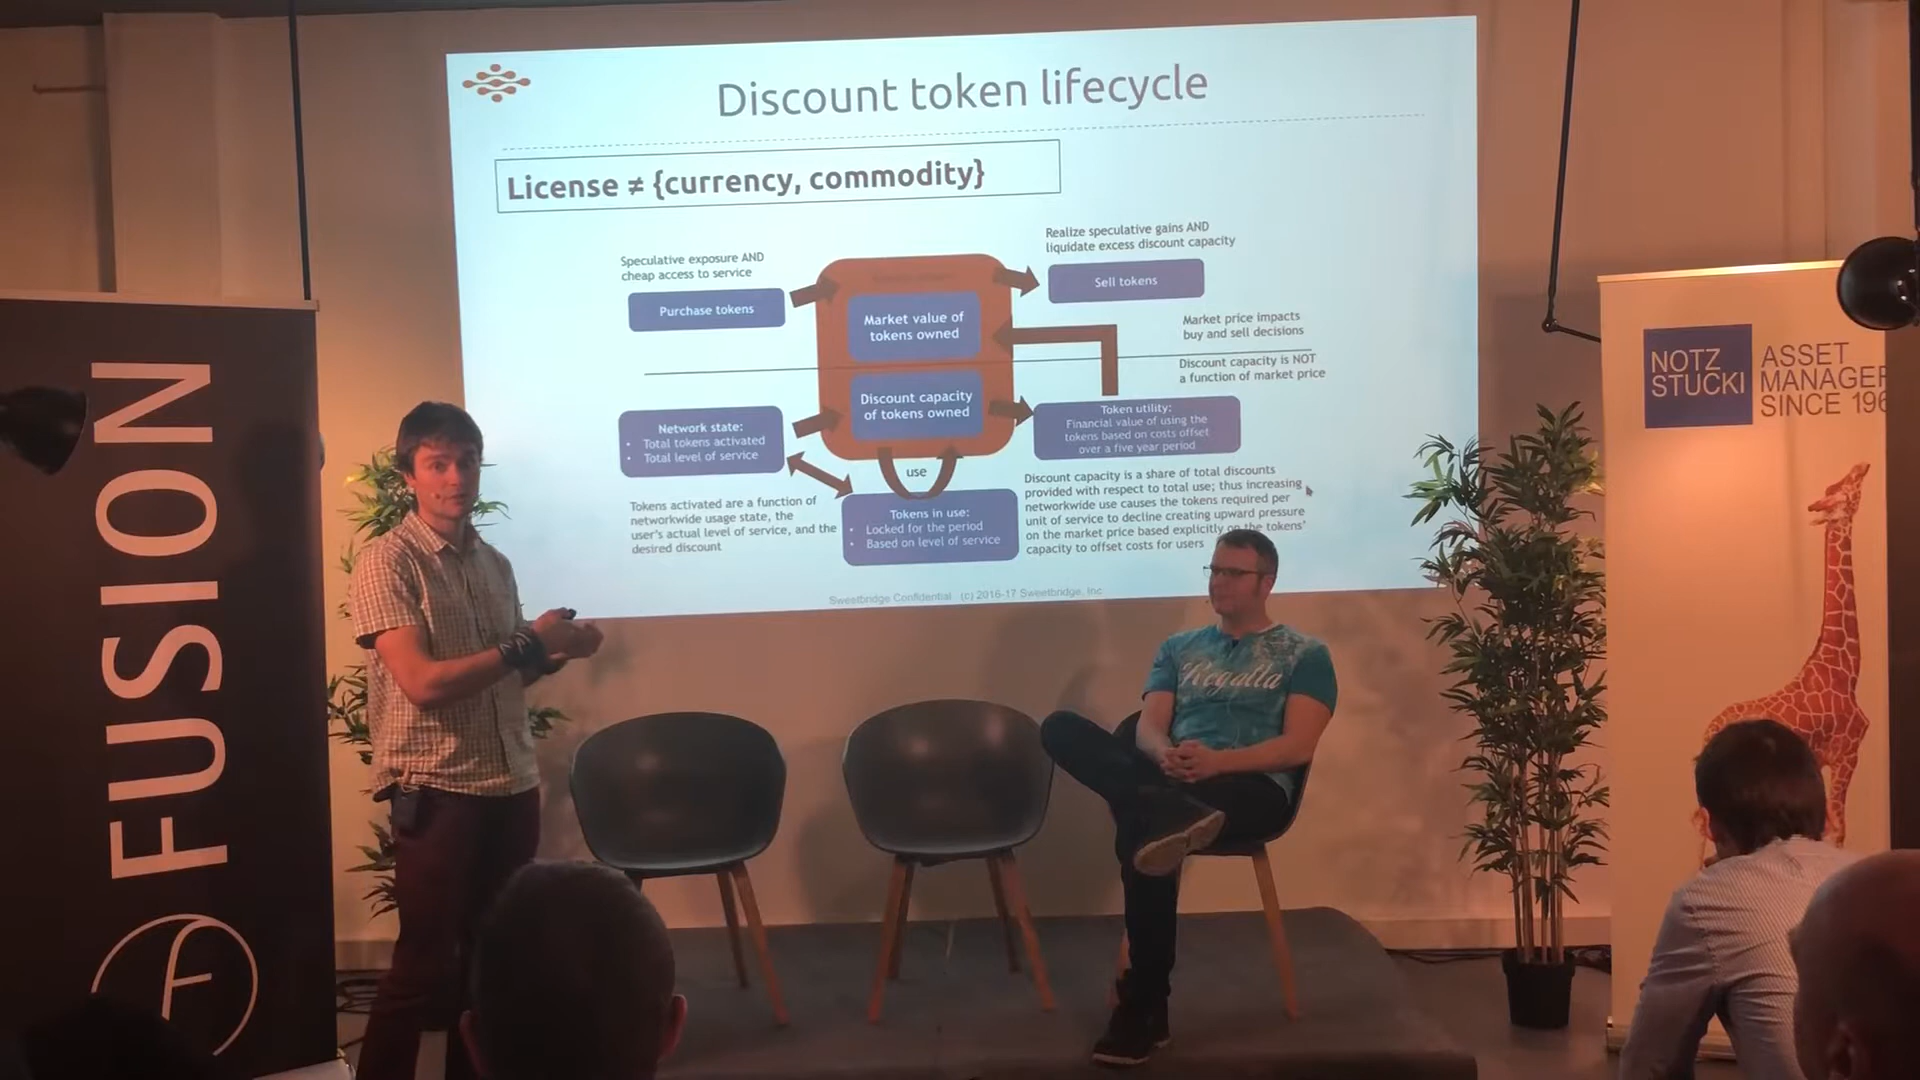 Discount token lifecycle
License ≠ {currency, commodity}
Speculative exposure AND
cheap access to service
Purchase tokens
Market value of
tokens owned
Realize speculative gains AND
liquidate excess discount capacity
Sell tokens
Market price impacts
buy and sell decisions
Discount capacity is NOT
a function of market price
Discount capacity
of tokens owned
Network state:
• Total tokens activated
• Total level of service
Token utility:
Financial value of using the
tokens based on costs offset
over a five year period
use
Tokens activated are a function of
networkwide usage state, the
user's actual level of service, and the
desired discount
Tokens in use:
• Locked for the period
• Based on level of service
Discount capacity is a share of total discounts
provided with respect to total use; thus increasing
networkwide use causes the tokens required per
unit of service to decline creating upward pressure
on the market price based explicitly on the tokens'
capacity to offset costs for users
Sweetbridge Confidential (c) 2016-17 Sweetbridge, Inc
FUSION
F
NOTZ
STUCKI
ASSET
MANAGER
SINCE 196
Regatta